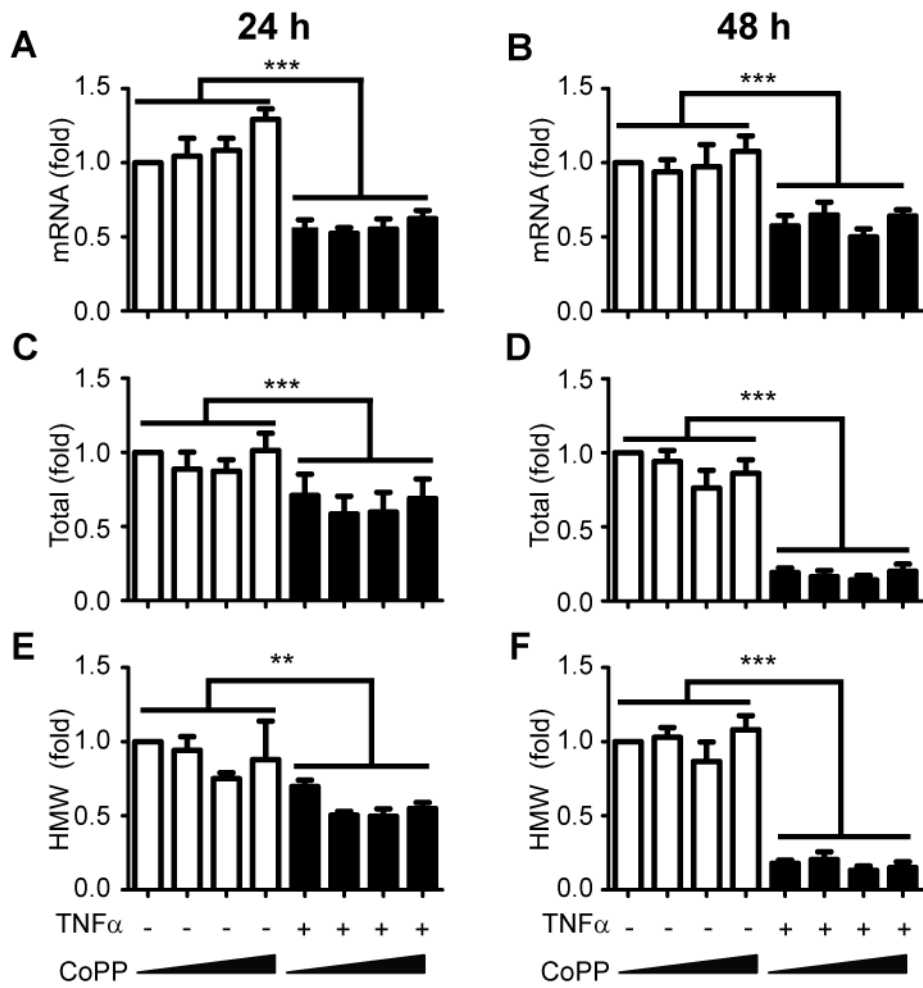 24 h
48 h
A
***
1.5
1.0
0.5
0.0
mRNA (fold)
B
***
1.5
1.0
0.5
0.0
mRNA (fold)
C
***
1.5
1.0
0.5
0.0
Total (fold)
D
***
1.5
1.0
0.5
0.0
Total (fold)
E
**
1.5
1.0
0.5
0.0
HMW (fold)
F
***
1.5
1.0
0.5
0.0
HMW (fold)
TNFα - - - - + + + +
CoPP
TNFα - - - - + + + +
CoPP